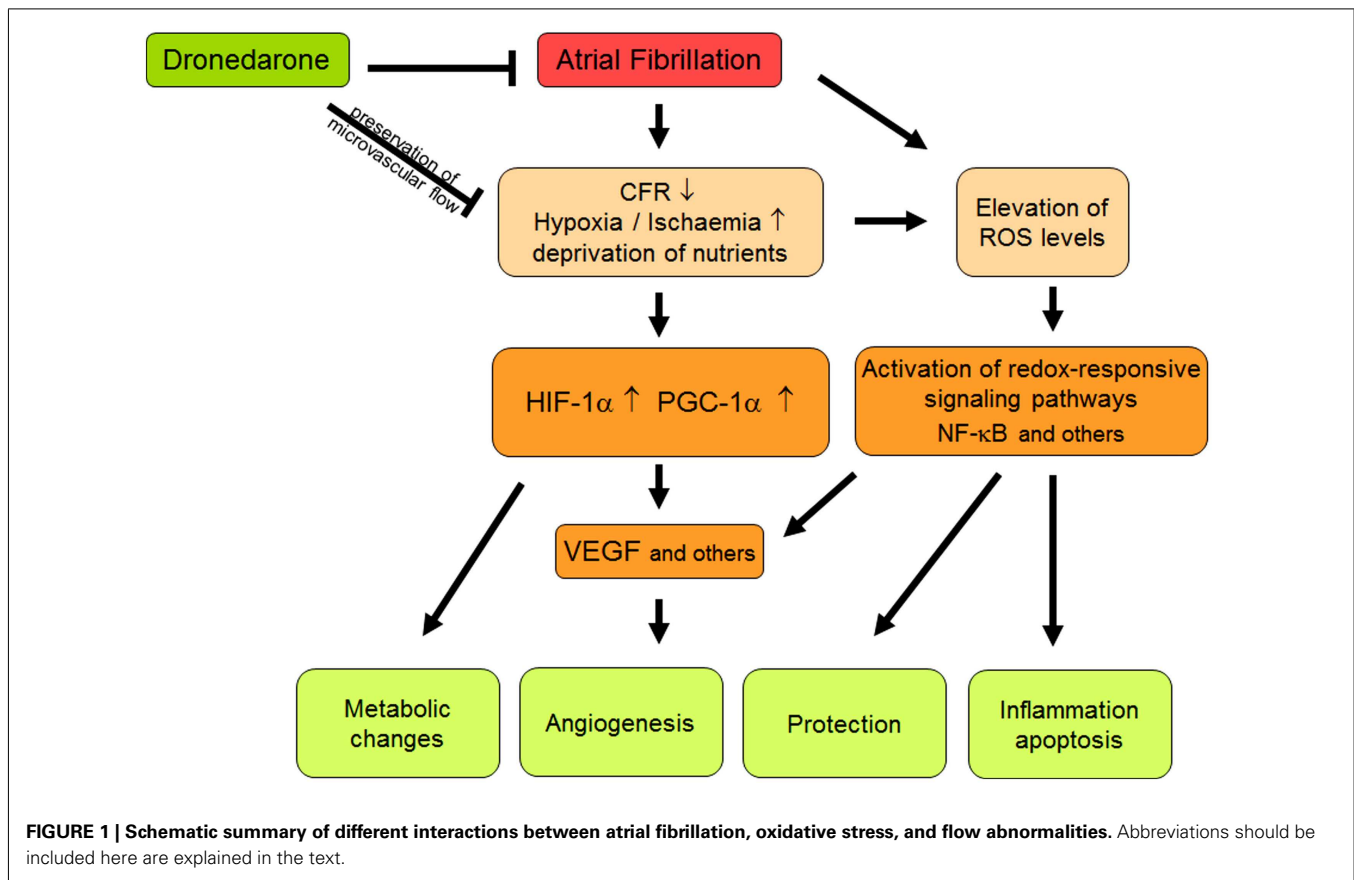 Dronedarone
Atrial Fibrillation
preservation of
microvascular flow
CFR ↓
Hypoxia / Ischaemia ↑
deprivation of nutrients
Elevation of
ROS levels
HIF-1α ↑ PGC-1α ↑
Activation of redox-responsive
signaling pathways
NF-κB and others
VEGF and others
Metabolic
changes
Angiogenesis
Protection
Inflammation
apoptosis
FIGURE 1 | Schematic summary of different interactions between atrial fibrillation, oxidative stress, and flow abnormalities. Abbreviations should be
included here are explained in the text.